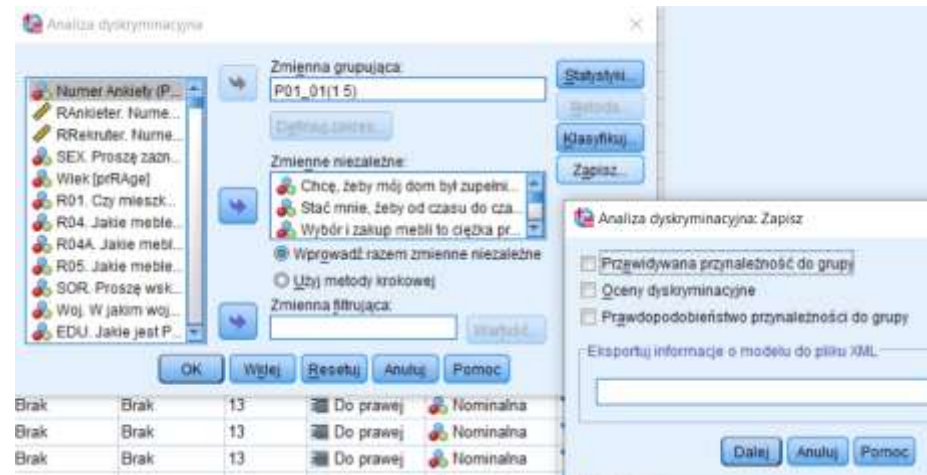 Analiza dyskryminacyjna
Zmienna grupująca:
P01_01(1 5)
Definiuj zakres...
Statystyki...
Metoda...
Klasyfikuj...
Zapisz...
Numer Ankiety (P...
RAnkieter. Nume...
RRekruter. Nume...
SEX. Proszę zazn...
Wiek [prRAge]
R01. Czy mieszk...
R04. Jakie meble...
R04A. Jakie mebl...
R05. Jakie meble...
SOR. Proszę wsk...
Woj. W jakim woj...
EDU. Jakie jest P...
Zmienne niezależne:
Chcę, żeby mój dom był zupełni...
Stać mnie, żeby od czasu do cza...
Wybór i zakup mebli to ciężka pr...
Wprowadź razem zmienne niezależne
Użyj metody krokowej
Zmienna filtrująca:
Wartość...
OK Wklej Resetuj Anuluj Pomoc
Analiza dyskryminacyjna: Zapisz
Przewidywana przynależność do grupy
Oceny dyskryminacyjne
Prawdopodobieństwo przynależności do grupy
Eksportuj informacje o modelu do pliku XML
Dalej Anuluj Pomoc
Brak Brak 13 Do prawej Nominalna
Brak Brak 13 Do prawej Nominalna
Brak Brak 13 Do prawej Nominalna